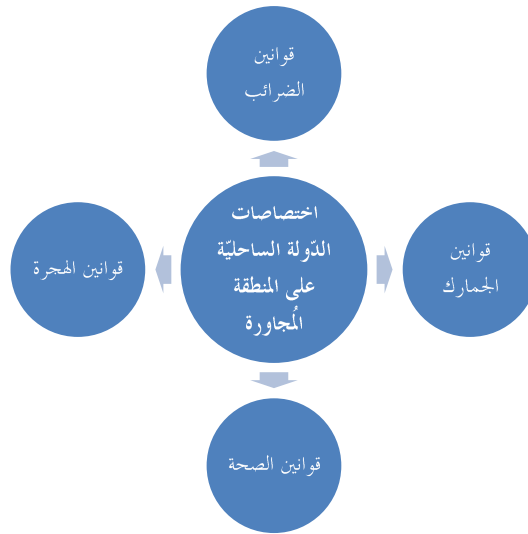 قوانين
الضرائب
اختصاصات
الدّولة الساحليّة
على المنطقة
المُجاورة
قوانين
الجمارك
قوانين الهجرة
قوانين الصحة